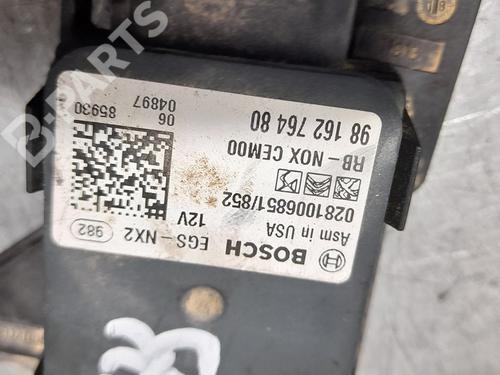 BOSCH
EGS-NX2
982
Asm in USA
12V
0281006851/852
RB-NOX CEM00
98 162 764 80
06
04897
85930